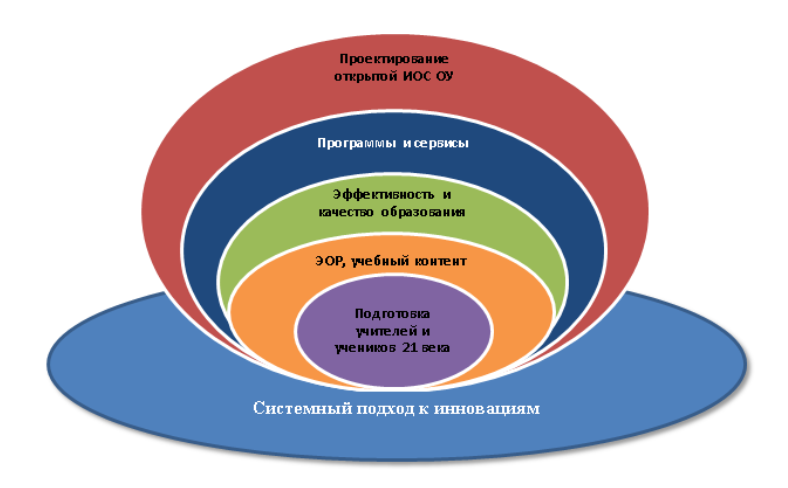 Проектирование
открытой ИОС ОУ
Программы и сервисы
Эффективность и
качество образования
ЭОР, учебный контент
Подготовка
учителей и
учеников 21 века
Системный подход к инновациям